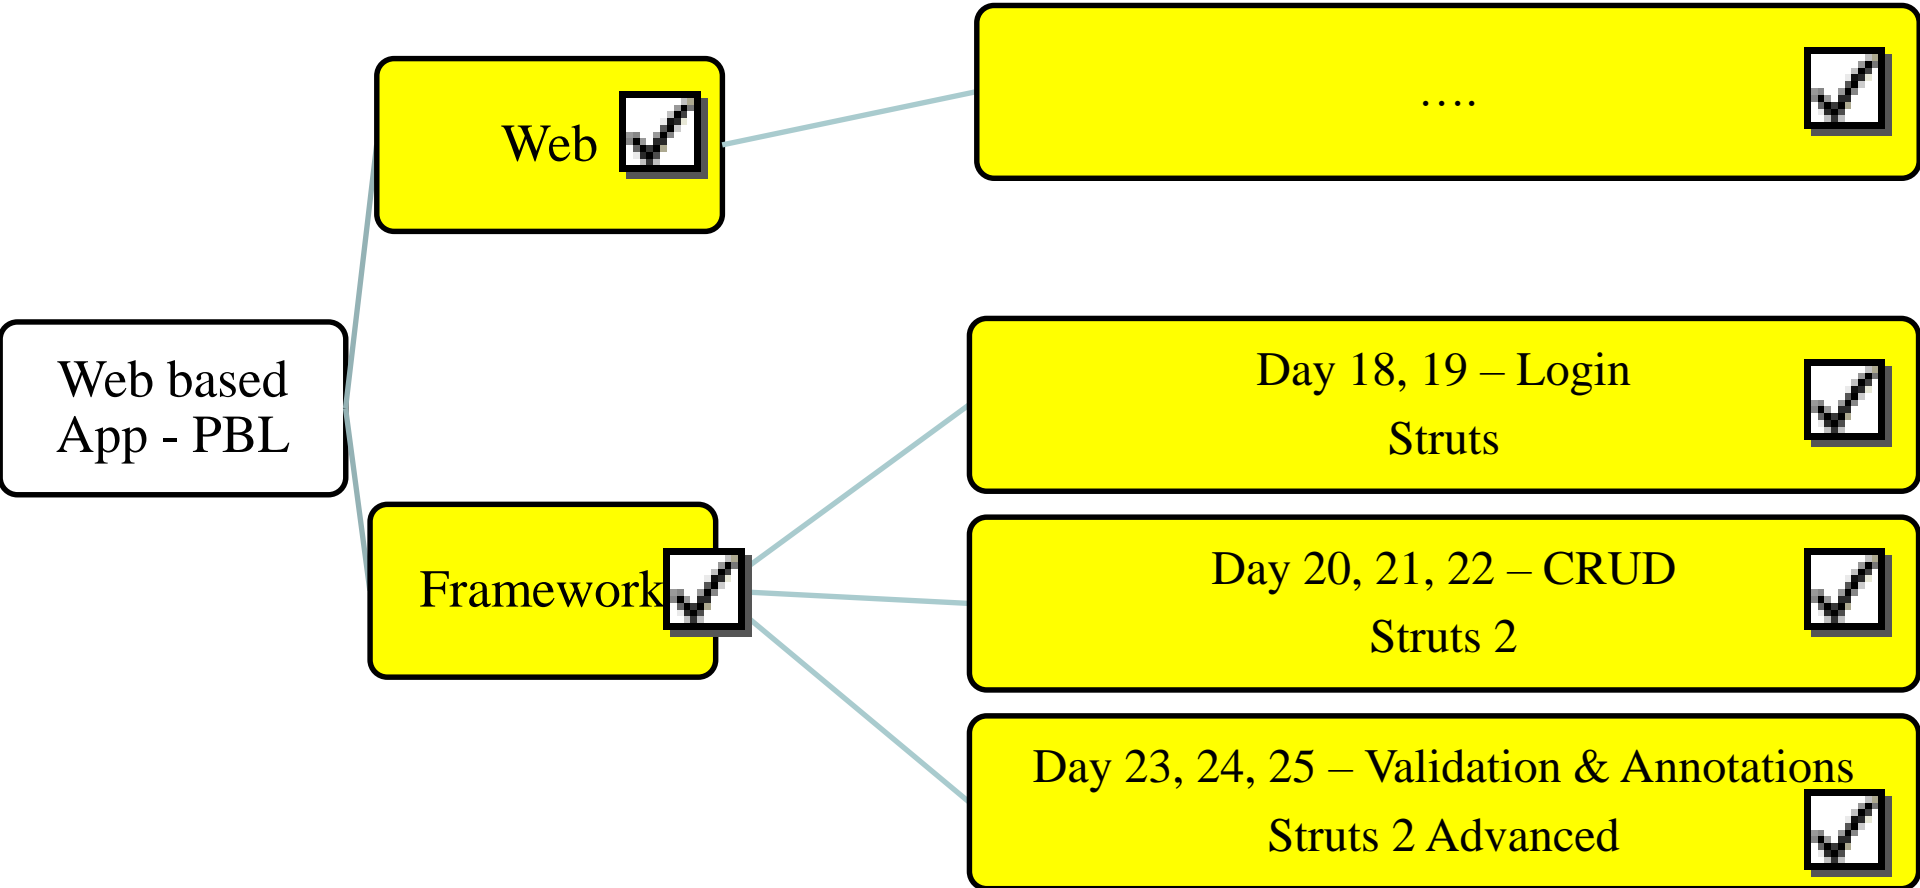 Web
….
Web based
App - PBL
Day 18, 19 – Login
Struts
Framework
Day 20, 21, 22 – CRUD
Struts 2
Day 23, 24, 25 – Validation & Annotations
Struts 2 Advanced